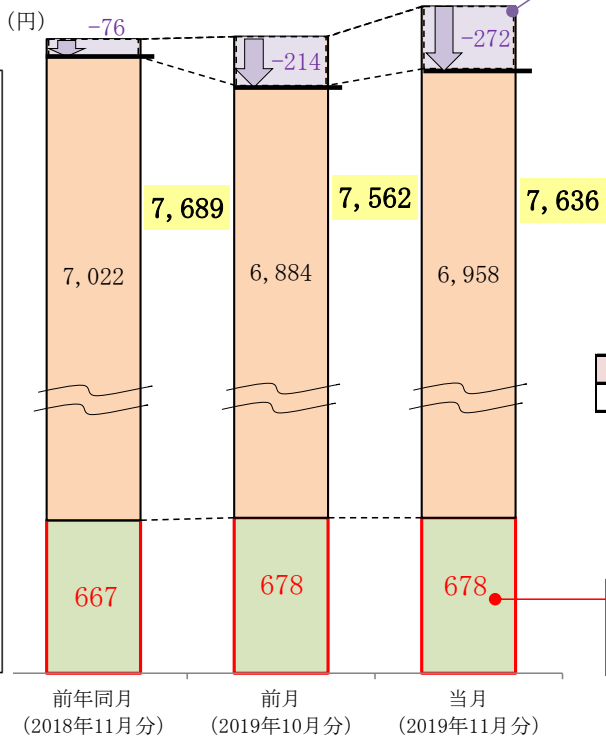 (円)
-76
-214
-272
7,689
7,562
7,636
7,022
6,884
6,958
667
678
678
前年同月
(2018年11月分)
前月
(2019年10月分)
当月
(2019年11月分)